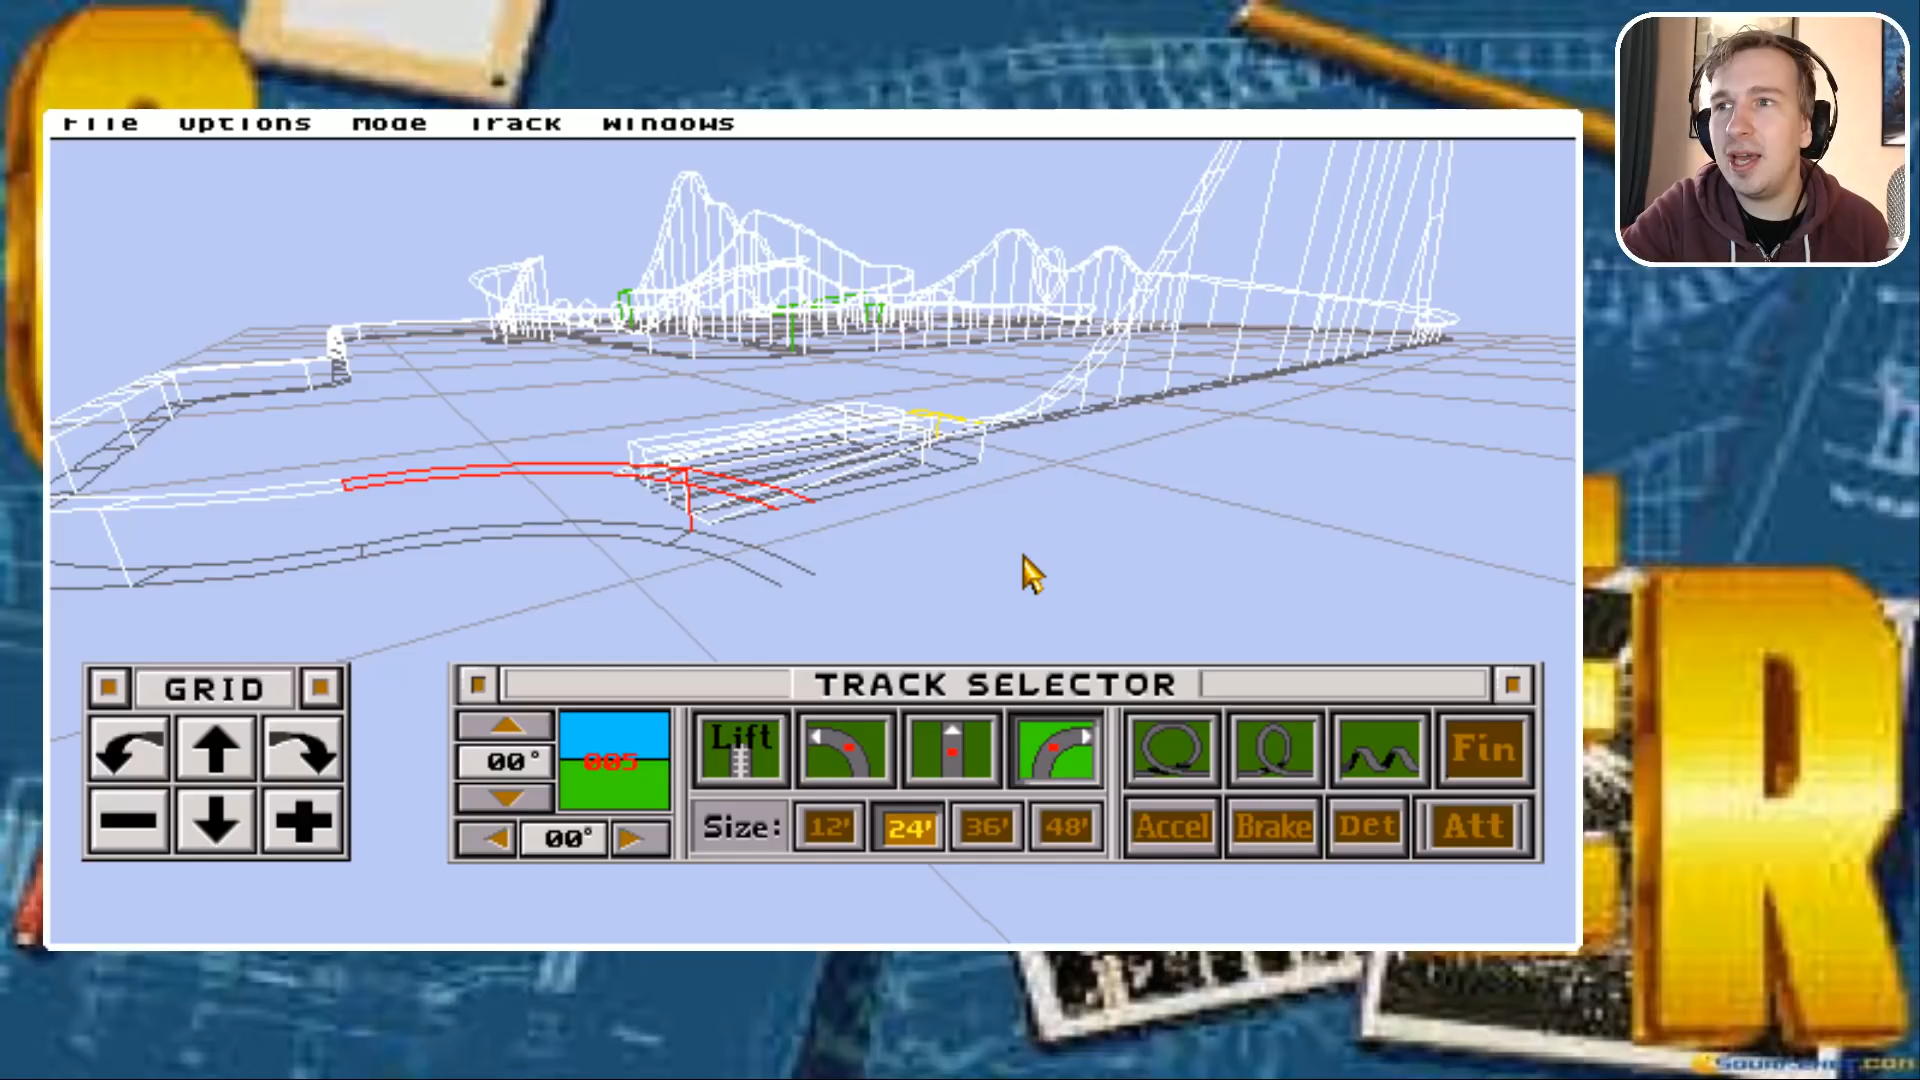 File Options Mode Track Windows
GRID
TRACK SELECTOR
00°
005
Lift
Fin
00°
Size: 12' 24' 36' 48'
Accel Brake Det Att
R